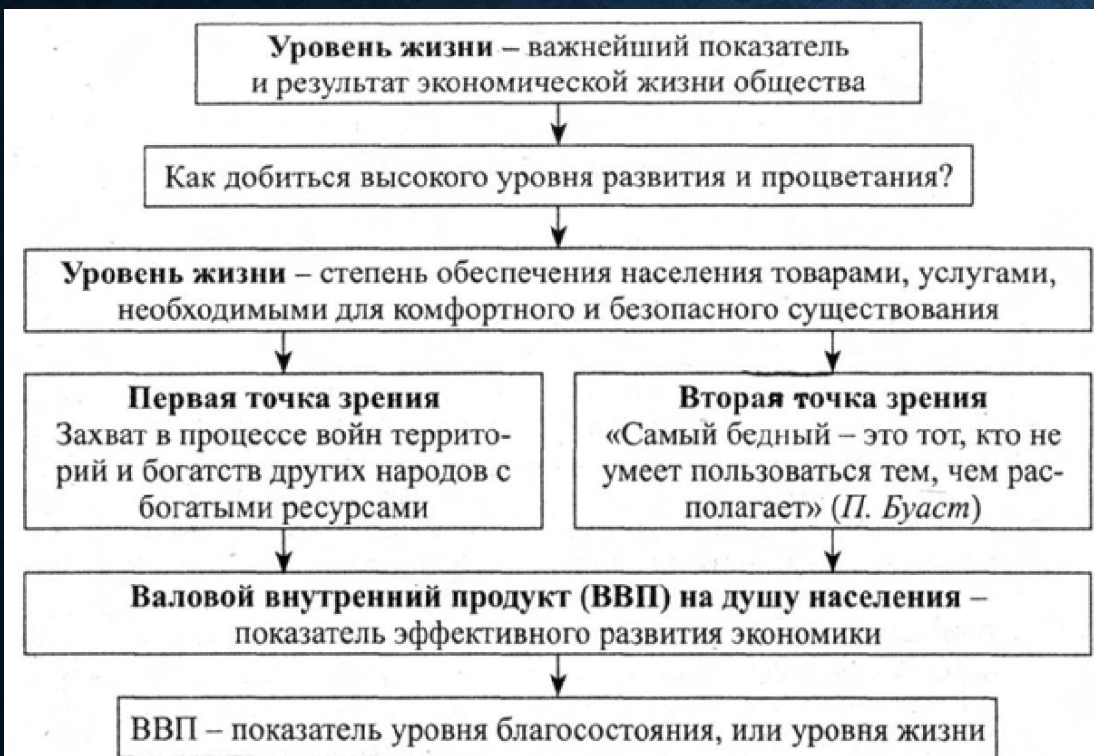 Уровень жизни – важнейший показатель
и результат экономической жизни общества
Как добиться высокого уровня развития и процветания?
Уровень жизни – степень обеспечения населения товарами, услугами,
необходимыми для комфортного и безопасного существования
Первая точка зрения
Захват в процессе войн террито-
рий и богатств других народов с
богатыми ресурсами
Вторая точка зрения
«Самый бедный – это тот, кто не
умеет пользоваться тем, чем рас-
полагает» (П. Буаст)
Валовой внутренний продукт (ВВП) на душу населения –
показатель эффективного развития экономики
ВВП – показатель уровня благосостояния, или уровня жизни